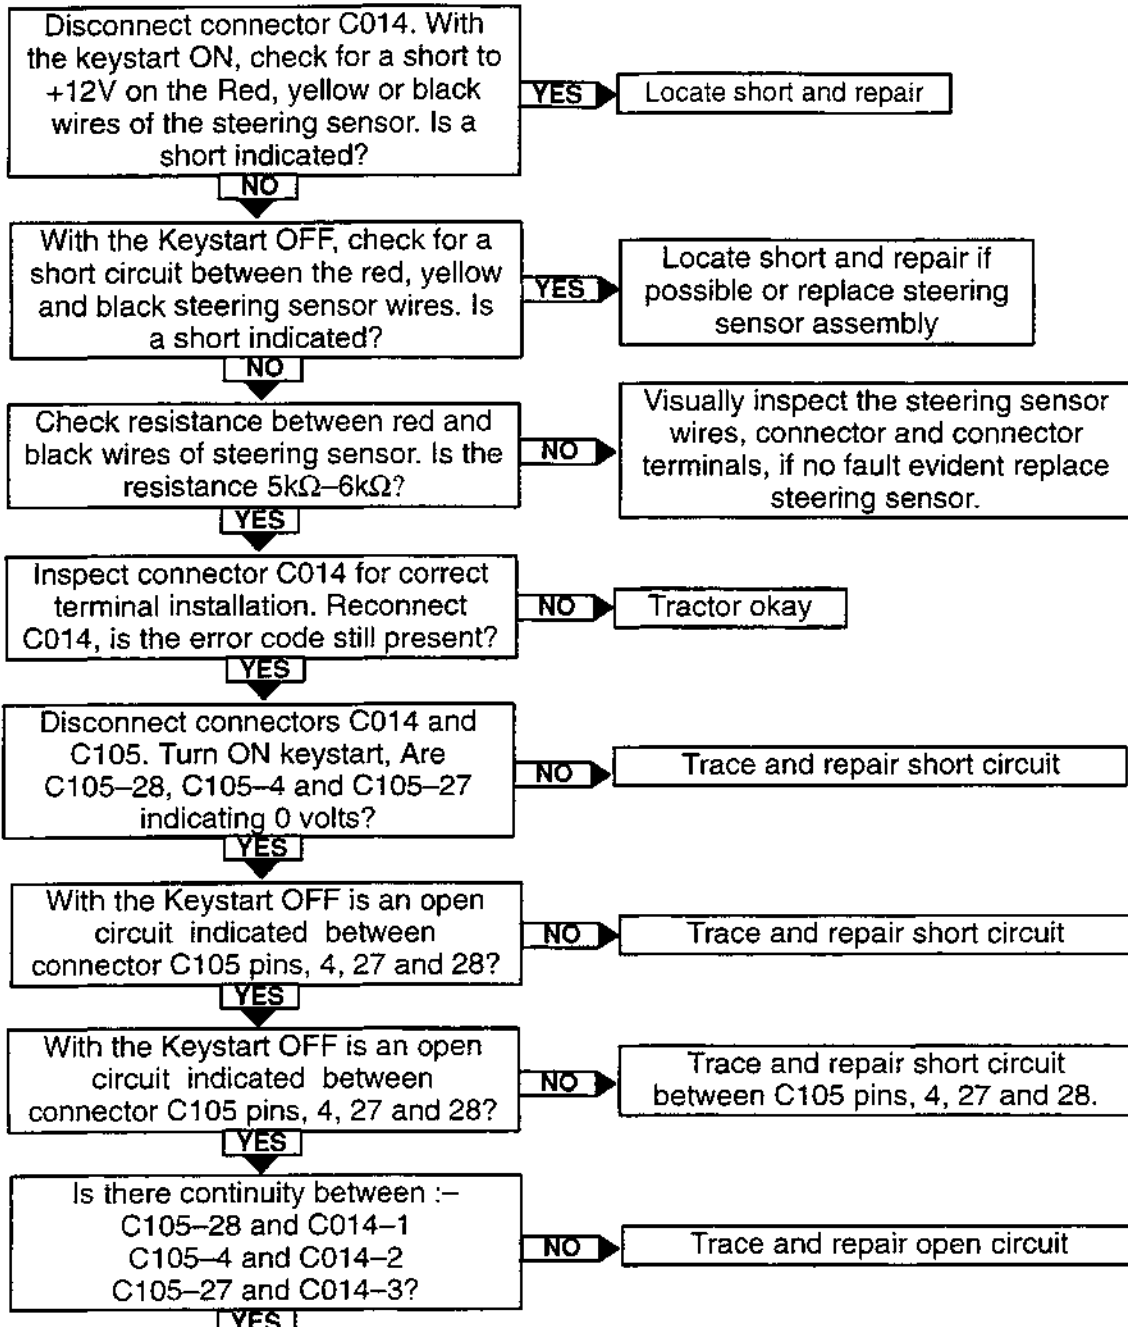 Disconnect connector C014. With
the keystart ON, check for a short to
+12V on the Red, yellow or black
wires of the steering sensor. Is a
short indicated?
YES
Locate short and repair
NO
With the Keystart OFF, check for a
short circuit between the red, yellow
and black steering sensor wires. Is
a short indicated?
YES
Locate short and repair if
possible or replace steering
sensor assembly
NO
Check resistance between red and
black wires of steering sensor. Is the
resistance 5kΩ–6kΩ?
NO
Visually inspect the steering sensor
wires, connector and connector
terminals, if no fault evident replace
steering sensor.
YES
Inspect connector C014 for correct
terminal installation. Reconnect
C014, is the error code still present?
NO
Tractor okay
YES
Disconnect connectors C014 and
C105. Turn ON keystart, Are
C105–28, C105–4 and C105–27
indicating 0 volts?
NO
Trace and repair short circuit
YES
With the Keystart OFF is an open
circuit indicated between
connector C105 pins, 4, 27 and 28?
NO
Trace and repair short circuit
YES
With the Keystart OFF is an open
circuit indicated between
connector C105 pins, 4, 27 and 28?
NO
Trace and repair short circuit
between C105 pins, 4, 27 and 28.
YES
Is there continuity between :–
C105–28 and C014–1
C105–4 and C014–2
C105–27 and C014–3?
NO
Trace and repair open circuit
YES